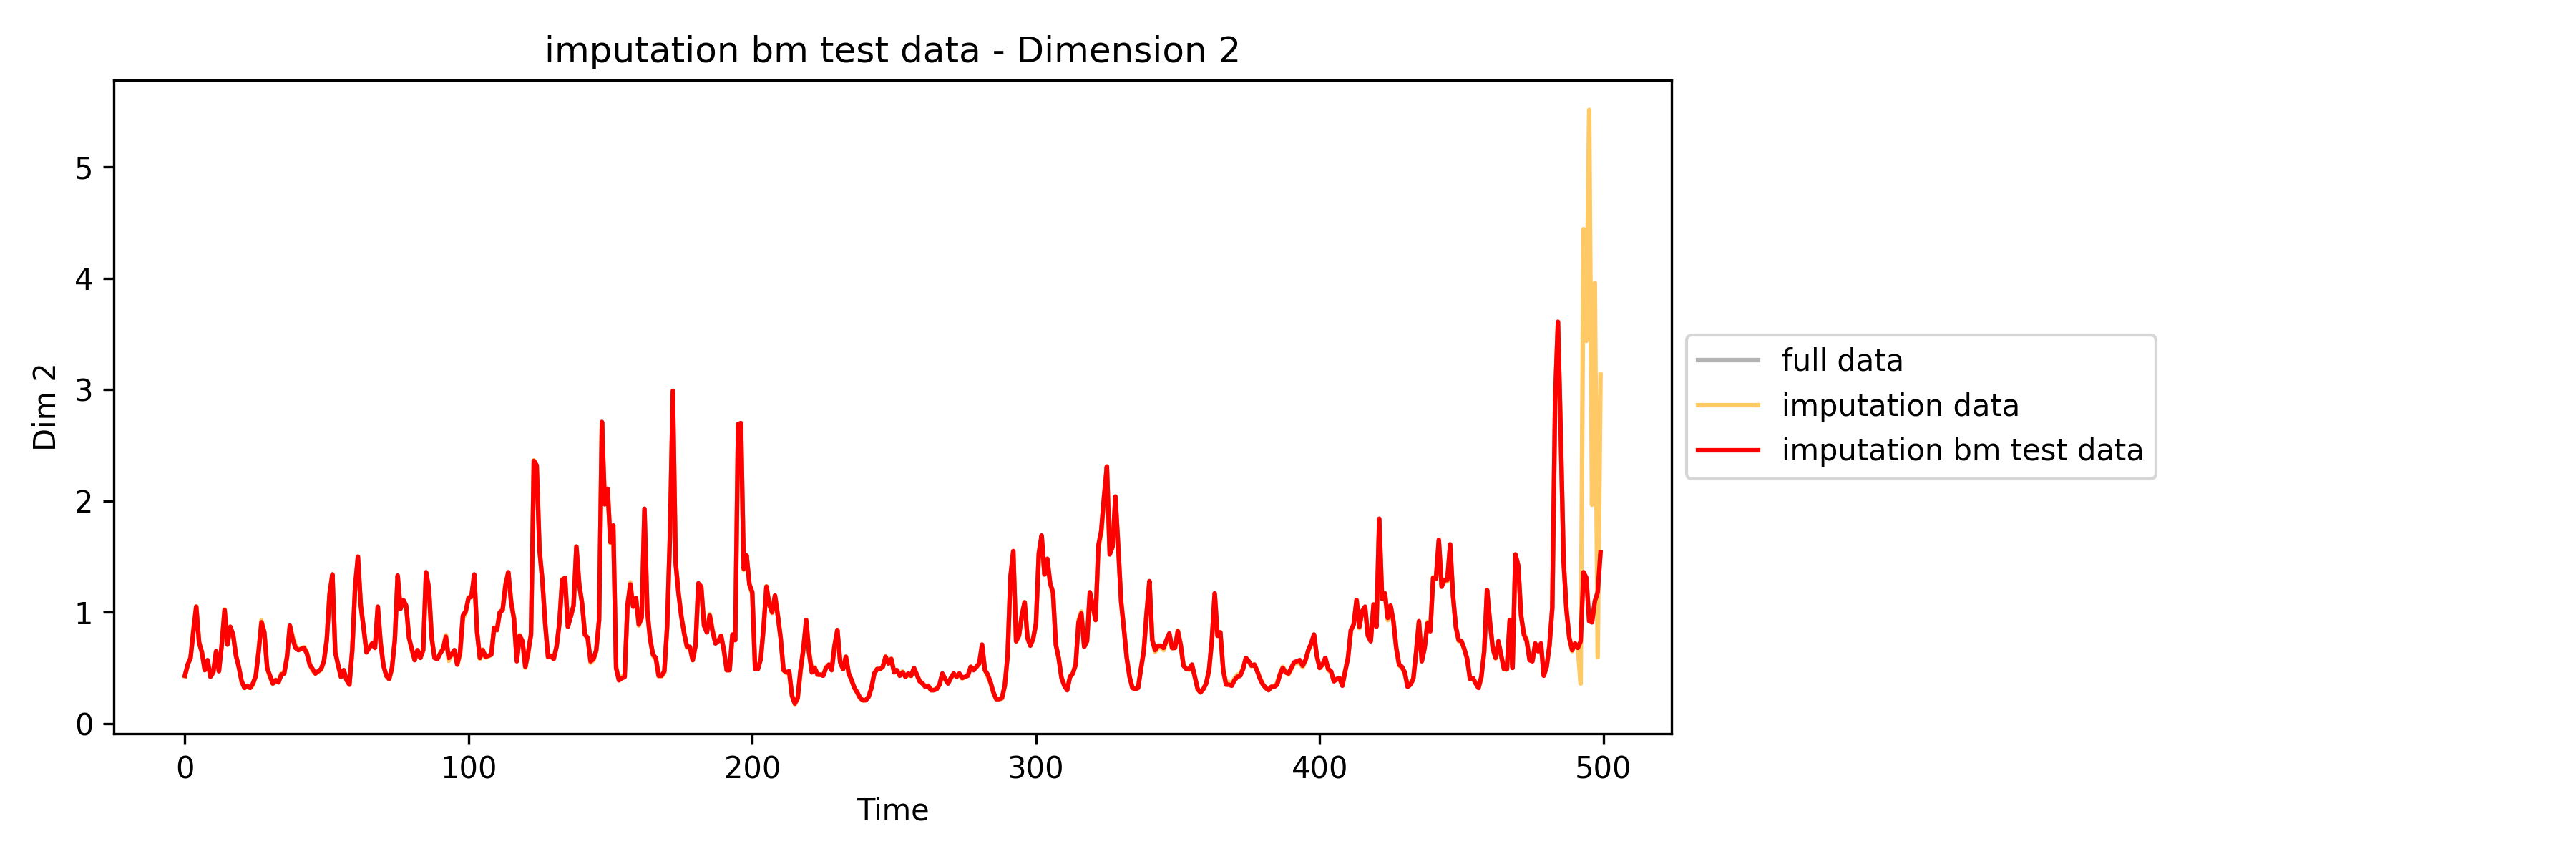 imputation bm test data - Dimension 2
5
4
3
2
1
0
Dim 2
0 100 200 300 400 500
Time
full data
imputation data
imputation bm test data